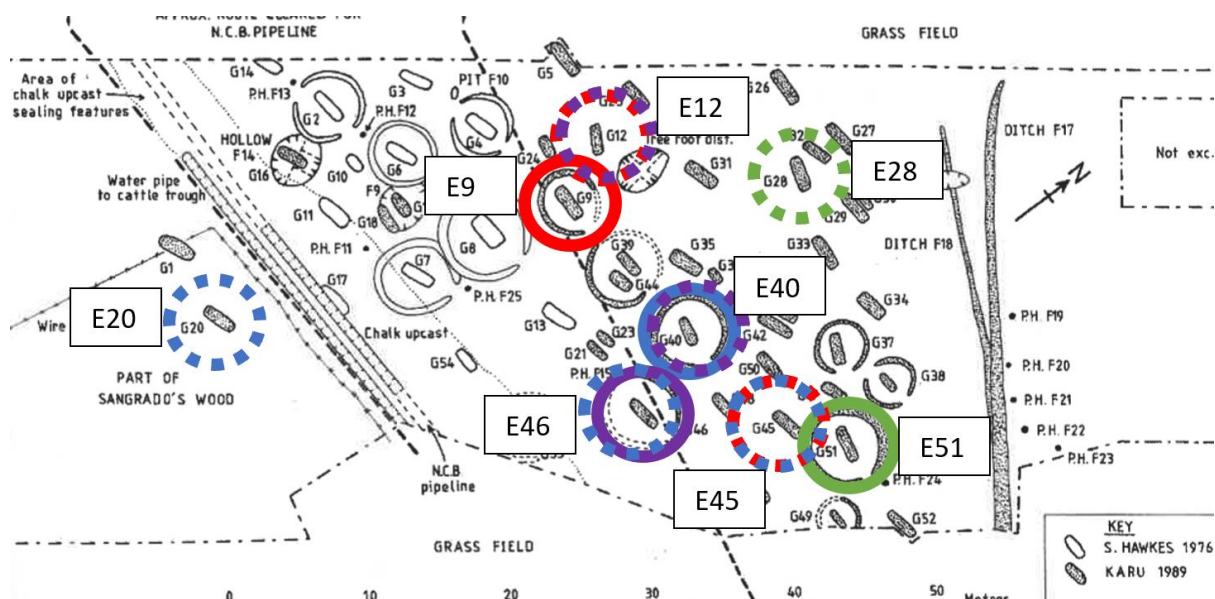 N.C.B. PIPELINE
GRASS FIELD
Area of
chalk upcast
sealing features
G14
P.H. F13
G2
G3
P.H. F12
PIT F10
G4
G5
G12
E12
Tree root dist.
G26
G27
G28
E28
DITCH F17
Not exc.
N
HOLLOW
F14
G16
G10
G6
F9
G18
G24
E9
G9
G31
G29
Water pipe
to cattle trough
G11
P.H. F11
G8
G7
P.H. F25
G39
G44
G35
G33
DITCH F18
G1
G17
G34
E20
G20
Wire
Chalk upcast
G13
G23
G21
G40
E40
G42
G37
P.H. F19
G54
G50
G38
P.H. F20
PART OF
SANGRADO'S WOOD
E46
G45
G51
E51
P.H. F21
P.H. F22
P.H. F23
N.C.B
pipeline
E45
P.H. F24
G49
G52
GRASS FIELD
KEY
S. HAWKES 1976
KARU 1989
0 10 20 30 40 50